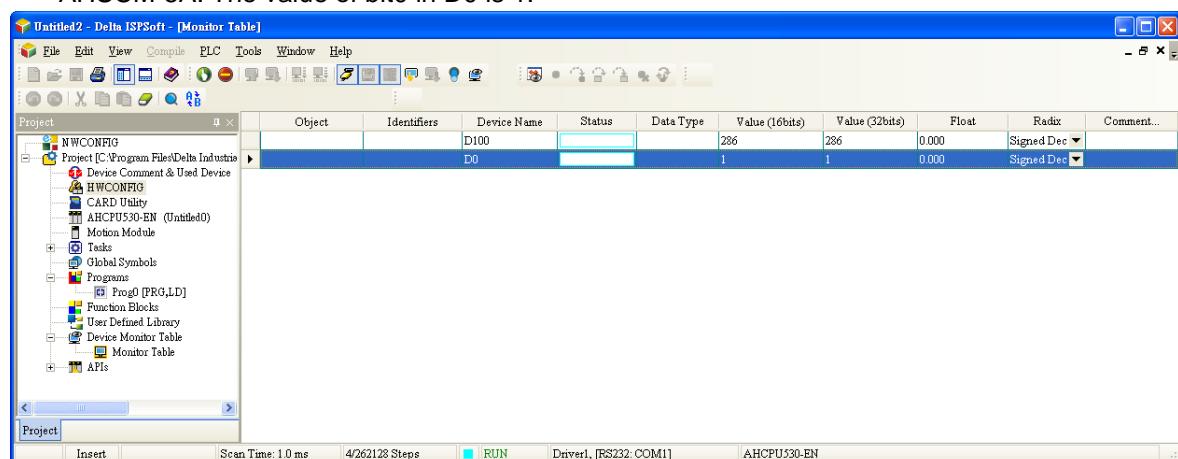 AHSCM-5A. The value of bit0 in D0 is 1.
Untitled2 - Delta ISPSoft - [Monitor Table]
File Edit View Compile PLC Tools Window Help
Project
Object Identifiers Device Name Status Data Type Value (16bits) Value (32bits) Float Radix Comment...
D100 286 286 0.000 Signed Dec
D0 1 1 0.000 Signed Dec
NWCONFIG
Project [C:\Program Files\Delta Industrie
Device Comment & Used Device
HWCONFIG
CARD Utility
AHCPU530-EN (Untitled0)
Motion Module
Tasks
Global Symbols
Programs
Prog0 [PRG,LD]
Function Blocks
User Defined Library
Device Monitor Table
Monitor Table
APIs
Project
Insert Scan Time: 1.0 ms 4/262128 Steps RUN Driver1, [RS232: COM1] AHCPU530-EN